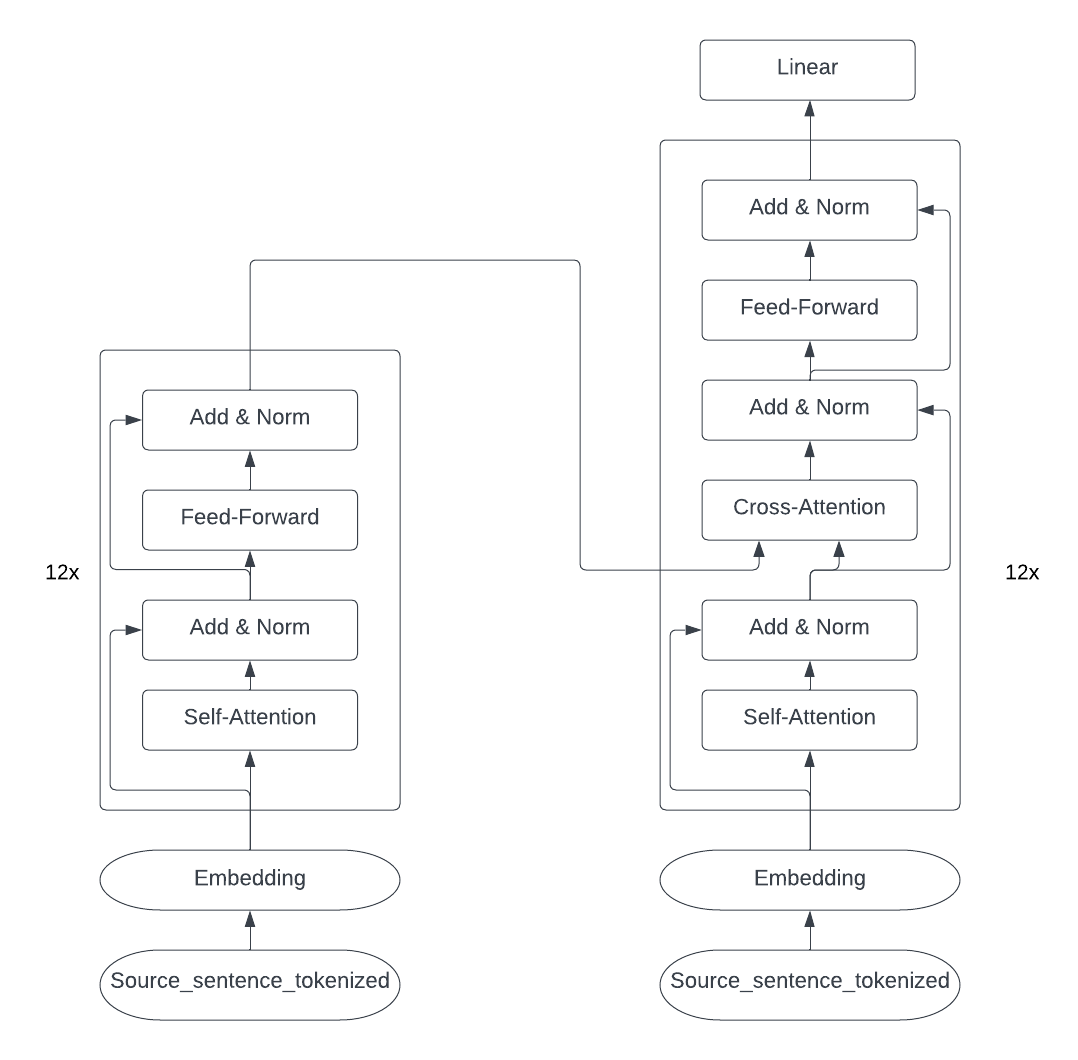 Linear
Add & Norm
Feed-Forward
Add & Norm
Cross-Attention
Add & Norm
Self-Attention
Embedding
Source_sentence_tokenized
12x
Add & Norm
Feed-Forward
Add & Norm
Self-Attention
Embedding
Source_sentence_tokenized
12x